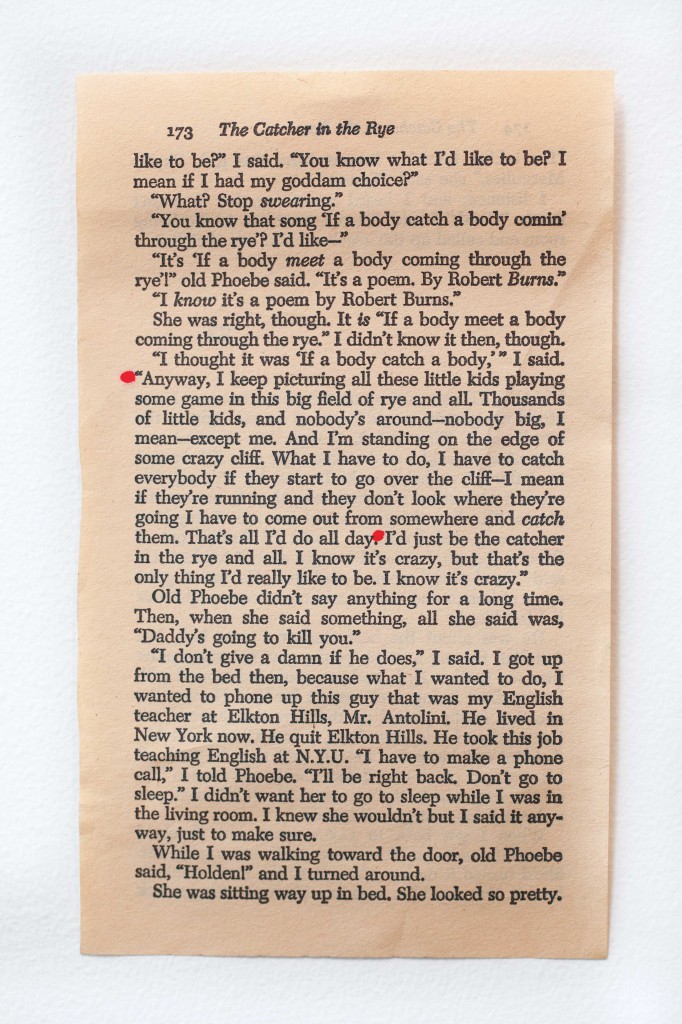 173 The Catcher in the Rye
like to be?” I said. “You know what I’d like to be? I
mean if I had my goddam choice?”
“What? Stop swearing.”
“You know that song ‘If a body catch a body comin’
through the rye’? I’d like—”
“It’s ‘If a body meet a body coming through the
rye’!” old Phoebe said. “It’s a poem. By Robert Burns.”
“I know it’s a poem by Robert Burns.”
She was right, though. It is “If a body meet a body
coming through the rye.” I didn’t know it then, though.
“I thought it was ‘If a body catch a body,’” I said.
“Anyway, I keep picturing all these little kids playing
some game in this big field of rye and all. Thousands
of little kids, and nobody’s around—nobody big, I
mean—except me. And I’m standing on the edge of
some crazy cliff. What I have to do, I have to catch
everybody if they start to go over the cliff—I mean
if they’re running and they don’t look where they’re
going I have to come out from somewhere and catch
them. That’s all I’d do all day. I’d just be the catcher
in the rye and all. I know it’s crazy, but that’s the
only thing I’d really like to be. I know it’s crazy.”
Old Phoebe didn’t say anything for a long time.
Then, when she said something, all she said was,
“Daddy’s going to kill you.”
“I don’t give a damn if he does,” I said. I got up
from the bed then, because what I wanted to do, I
wanted to phone up this guy that was my English
teacher at Elkton Hills, Mr. Antolini. He lived in
New York now. He quit Elkton Hills. He took this job
teaching English at N.Y.U. “I have to make a phone
call,” I told Phoebe. “I’ll be right back. Don’t go to
sleep.” I didn’t want her to go to sleep while I was in
the living room. I knew she wouldn’t but I said it any-
way, just to make sure.
While I was walking toward the door, old Phoebe
said, “Holden!” and I turned around.
She was sitting way up in bed. She looked so pretty.